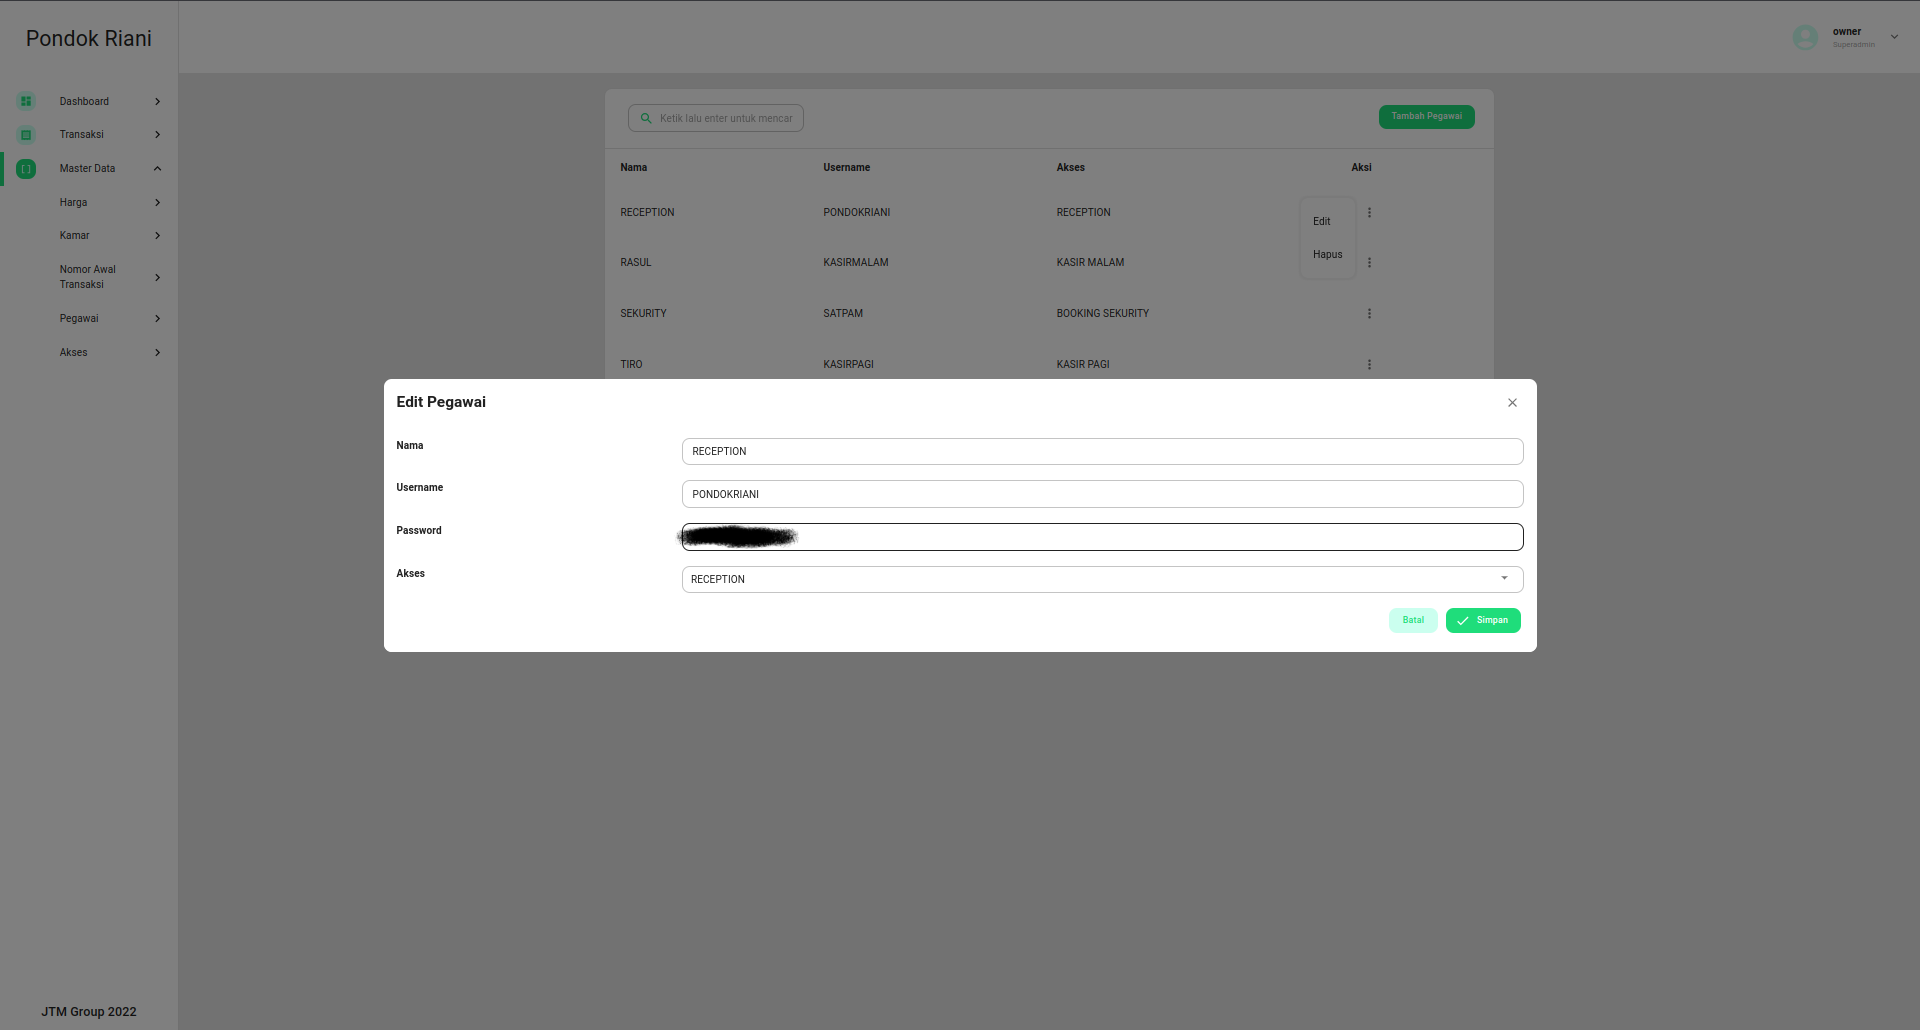 Pondok Riani
owner
Superadmin
Dashboard
Transaksi
Master Data
Harga
Kamar
Nomor Awal
Transaksi
Pegawai
Akses
JTM Group 2022
Ketik lalu enter untuk mencar
Tambah Pegawai
Nama Username Akses Aksi
RECEPTION PONDOKRIANI RECEPTION
Edit
Hapus
RASUL KASIRMALAM KASIR MALAM
SEKURITY SATPAM BOOKING SEKURITY
TIRO KASIRPAGI KASIR PAGI
Edit Pegawai
Nama RECEPTION
Username PONDOKRIANI
Password
Akses RECEPTION
Batal Simpan